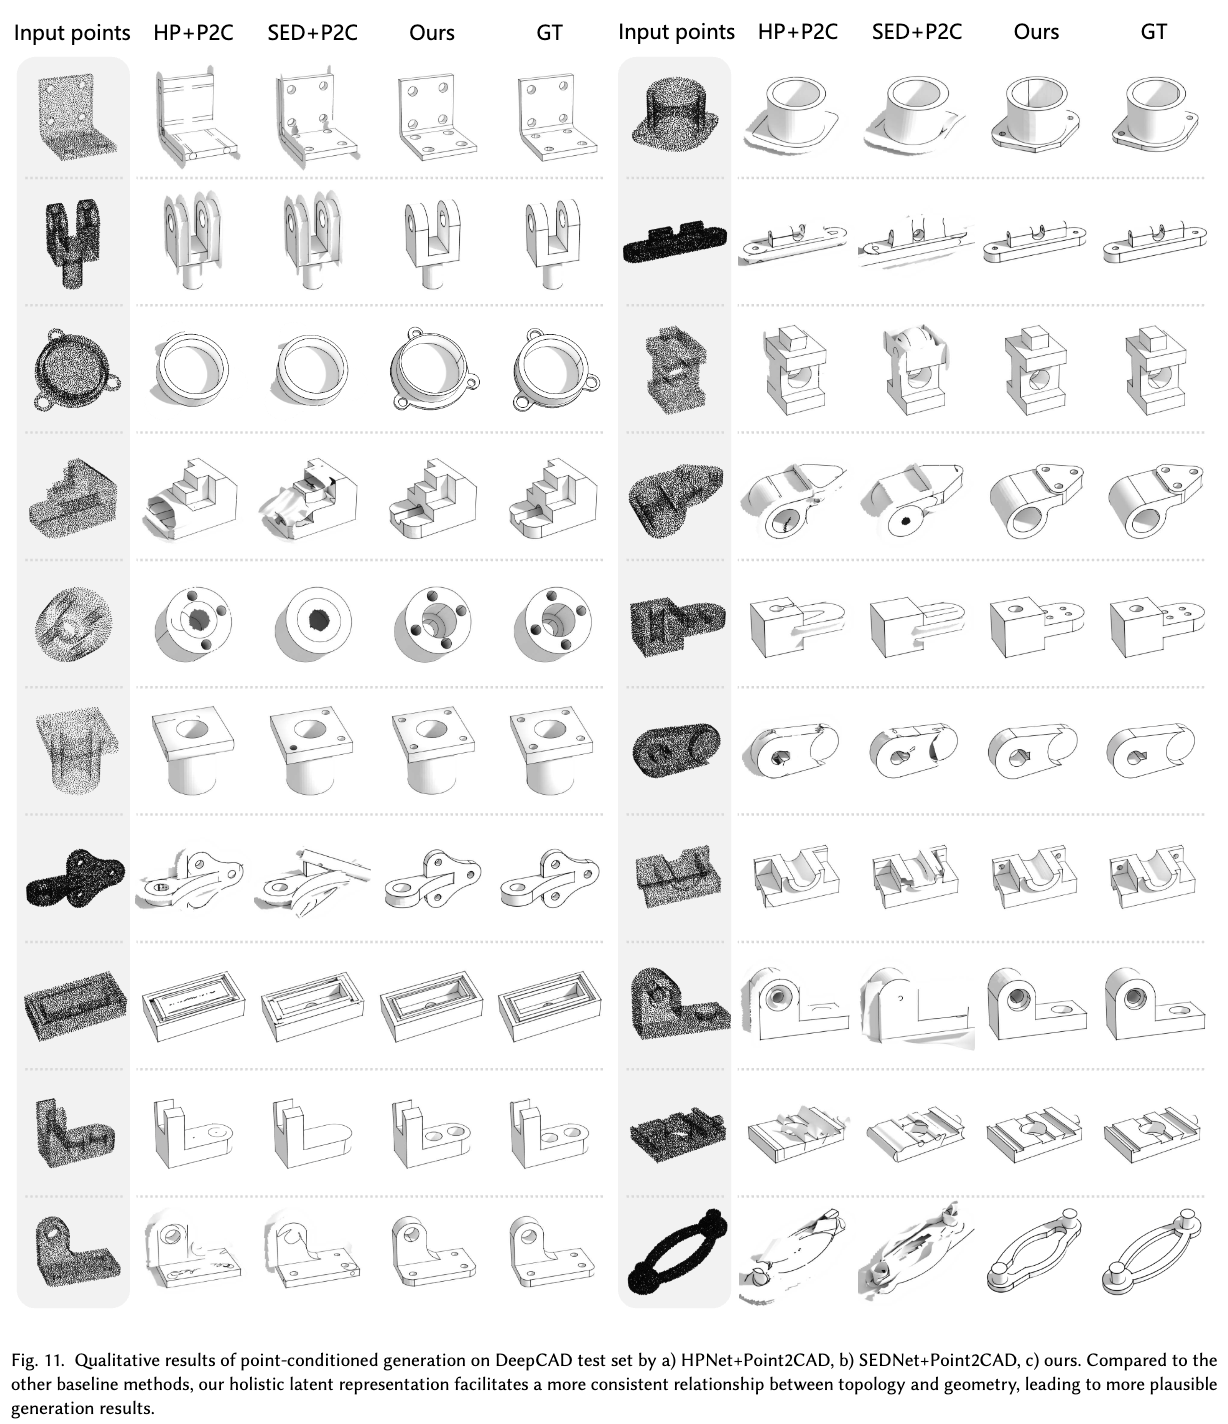 Input points HP+P2C SED+P2C Ours GT Input points HP+P2C SED+P2C Ours GT
Fig. 11. Qualitative results of point-conditioned generation on DeepCAD test set by a) HPNet+Point2CAD, b) SEDNet+Point2CAD, c) ours. Compared to the
other baseline methods, our holistic latent representation facilitates a more consistent relationship between topology and geometry, leading to more plausible
generation results.